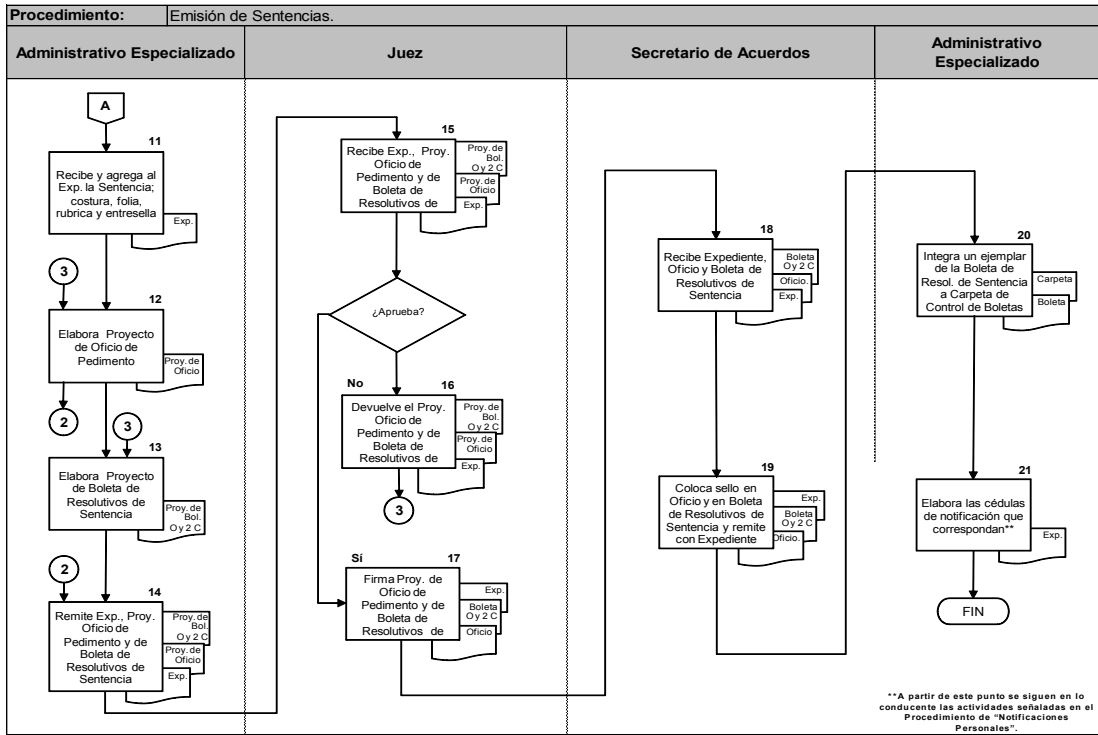 Procedimiento: Emisión de Sentencias.
Administrativo Especializado
Juez
Secretario de Acuerdos
Administrativo
Especializado
A
11
Recibe y agrega al
Exp. la Sentencia;
costura, folia,
rubrica y entresella
Exp.
3
12
Elabora Proyecto
de Oficio de
Pedimento
Proy. de
Oficio
2
3
13
Elabora Proyecto
de Boleta de
Resolutivos de
Sentencia
Proy. de
Bol.
O y 2 C
2
14
Remite Exp., Proy.
Oficio de
Pedimento y de
Boleta de
Resolutivos de
Sentencia
Proy. de
Bol.
O y 2 C
Proy. de
Oficio
Exp.
15
Recibe Exp., Proy.
Oficio de
Pedimento y de
Boleta de
Resolutivos de
Proy. de
Bol.
O y 2 C
Proy. de
Oficio
Exp.
¿Aprueba?
No
16
Devuelve el Proy.
Oficio de
Pedimento y de
Boleta de
Resolutivos de
Proy. de
Bol.
O y 2 C
Proy. de
Oficio
Exp.
3
Sí
17
Firma Proy. de
Oficio de
Pedimento y de
Boleta de
Resolutivos de
Exp.
Boleta
O y 2 C
Oficio
18
Recibe Expediente,
Oficio y Boleta de
Resolutivos de
Sentencia
Boleta
O y 2 C
Oficio.
Exp.
19
Coloca sello en
Oficio y en Boleta
de Resolutivos de
Sentencia y remite
con Expediente
Exp.
Boleta
O y 2 C
Oficio.
20
Integra un ejemplar
de la Boleta de
Resol. de Sentencia
a Carpeta de
Control de Boletas
Carpeta
Boleta
21
Elabora las cédulas
de notificación que
correspondan**
Exp.
FIN
**A partir de este punto se siguen en lo
conducente las actividades señaladas en el
Procedimiento de “Notificaciones
Personales”.